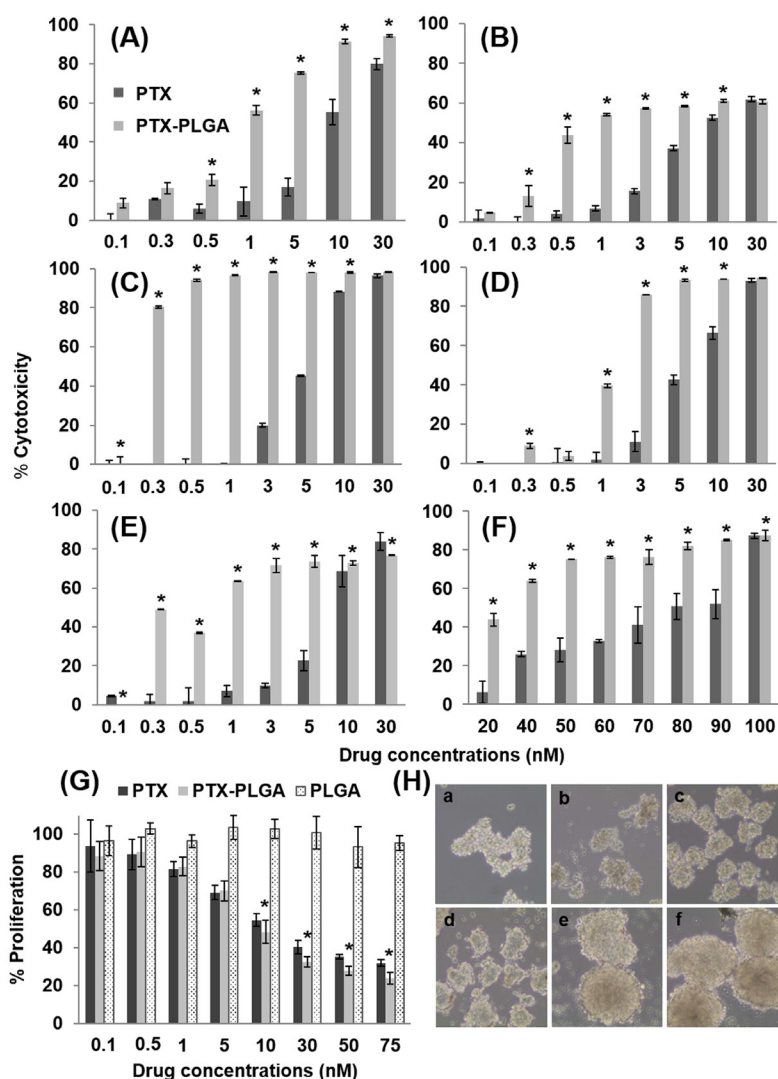 (A)
100
80
60
40
20
0
PTX
PTX-PLGA
* * * * *
0.1 0.3 0.5 1 5 10 30
(B)
100
80
60
40
20
0
* * * * * *
0.1 0.3 0.5 1 3 5 10 30
% Cytotoxicity
(C)
100
80
60
40
20
0
* * * * * * *
0.1 0.3 0.5 1 3 5 10 30
(D)
100
80
60
40
20
0
* * * * *
0.1 0.3 0.5 1 3 5 10 30
(E)
100
80
60
40
20
0
* * * * * * * *
0.1 0.3 0.5 1 3 5 10 30
(F)
100
80
60
40
20
0
* * * * * * * *
20 40 50 60 70 80 90 100
Drug concentrations (nM)
(G)
PTX PTX-PLGA PLGA
% Proliferation
100
80
60
40
20
0
* * * *
0.1 0.5 1 5 10 30 50 75
Drug concentrations (nM)
(H)
a b c
d e f